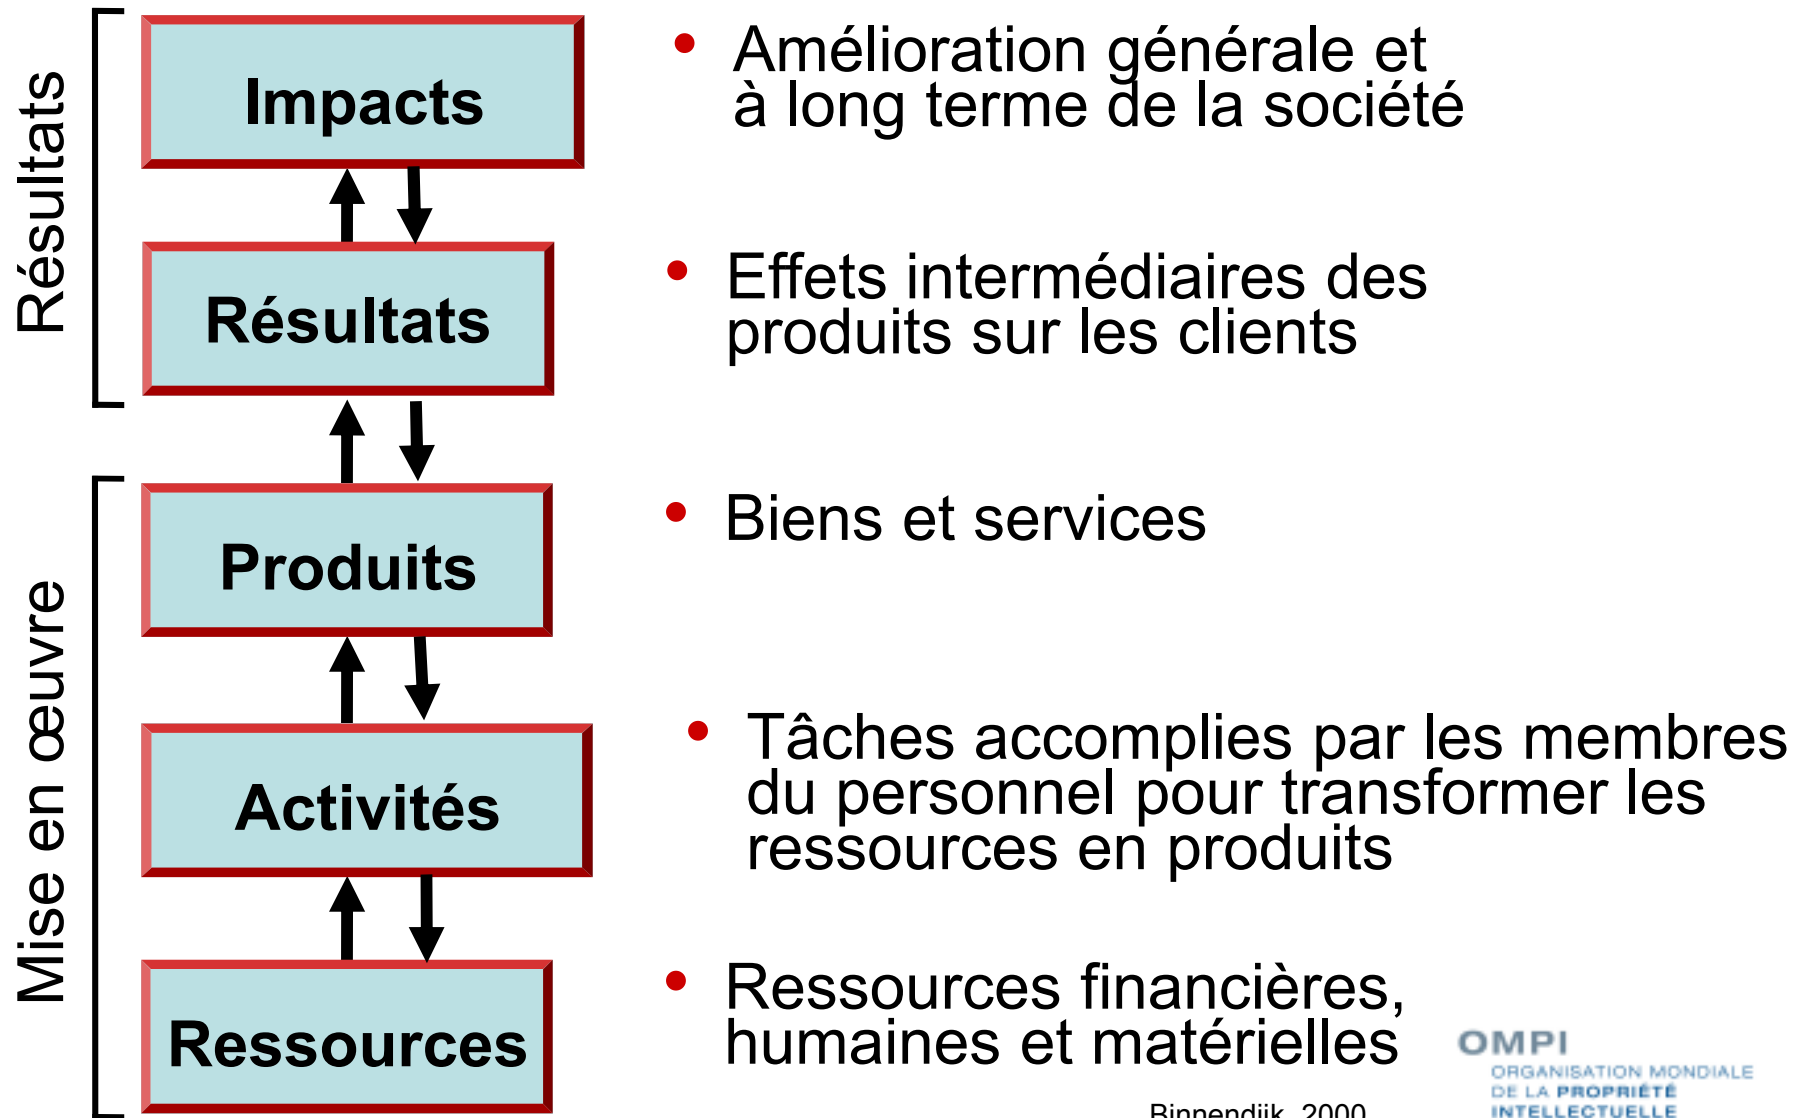 Résultats
Impacts
Amélioration générale et
à long terme de la société
Résultats
Effets intermédiaires des
produits sur les clients
Mise en œuvre
Produits
Biens et services
Activités
Tâches accomplies par les membres
du personnel pour transformer les
ressources en produits
Ressources
Ressources financières,
humaines et matérielles
Binnendijk, 2000
OMPI
ORGANISATION MONDIALE
DE LA PROPRIÉTÉ
INTELLECTUELLE